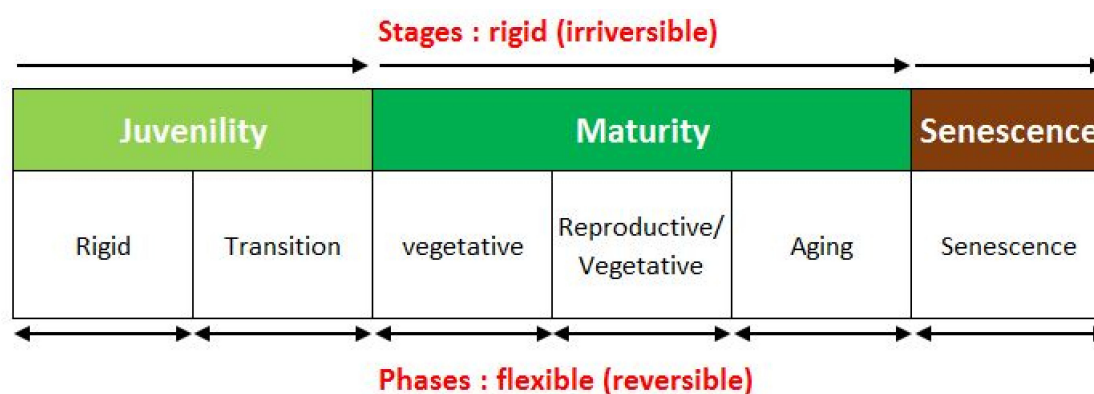 Stages : rigid (irriversible)
Juvenility
Maturity
Senescence
Rigid
Transition
vegetative
Reproductive/
Vegetative
Aging
Senescence
Phases : flexible (reversible)